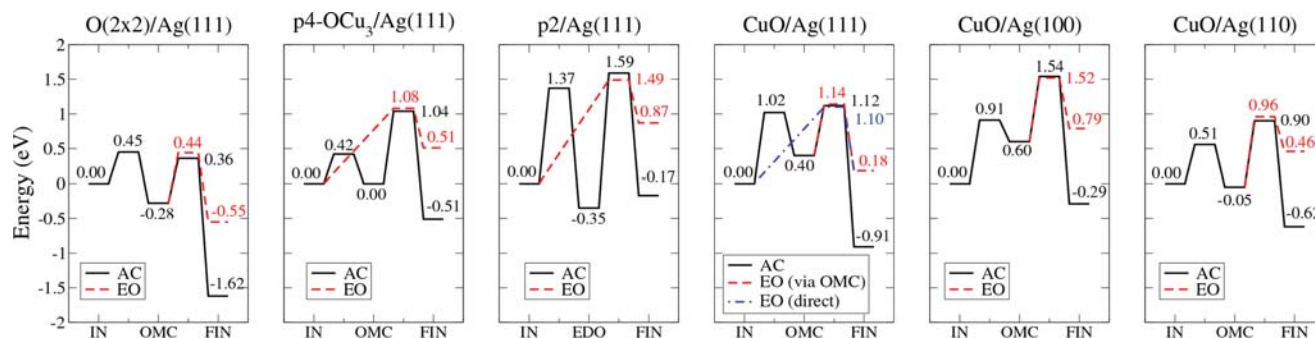 O(2x2)/Ag(111)
p4-OCu3/Ag(111)
p2/Ag(111)
CuO/Ag(111)
CuO/Ag(100)
CuO/Ag(110)
Energy (eV)
2
1.5
1
0.5
0
-0.5
-1
-1.5
-2
0.00
0.45
-0.28
0.44
0.36
-0.55
-1.62
AC
EO
IN OMC FIN
0.00
0.42
0.00
1.08
1.04
0.51
-0.51
AC
EO
IN OMC FIN
0.00
1.37
-0.35
1.59
1.49
0.87
-0.17
AC
EO
IN EDO FIN
0.00
1.02
0.40
1.14
1.12
1.10
0.18
-0.91
AC
EO (via OMC)
EO (direct)
IN OMC FIN
0.00
0.91
0.60
1.54
1.52
0.79
-0.29
AC
EO
IN OMC FIN
0.00
0.51
-0.05
0.96
0.90
0.46
-0.62
AC
EO
IN OMC FIN